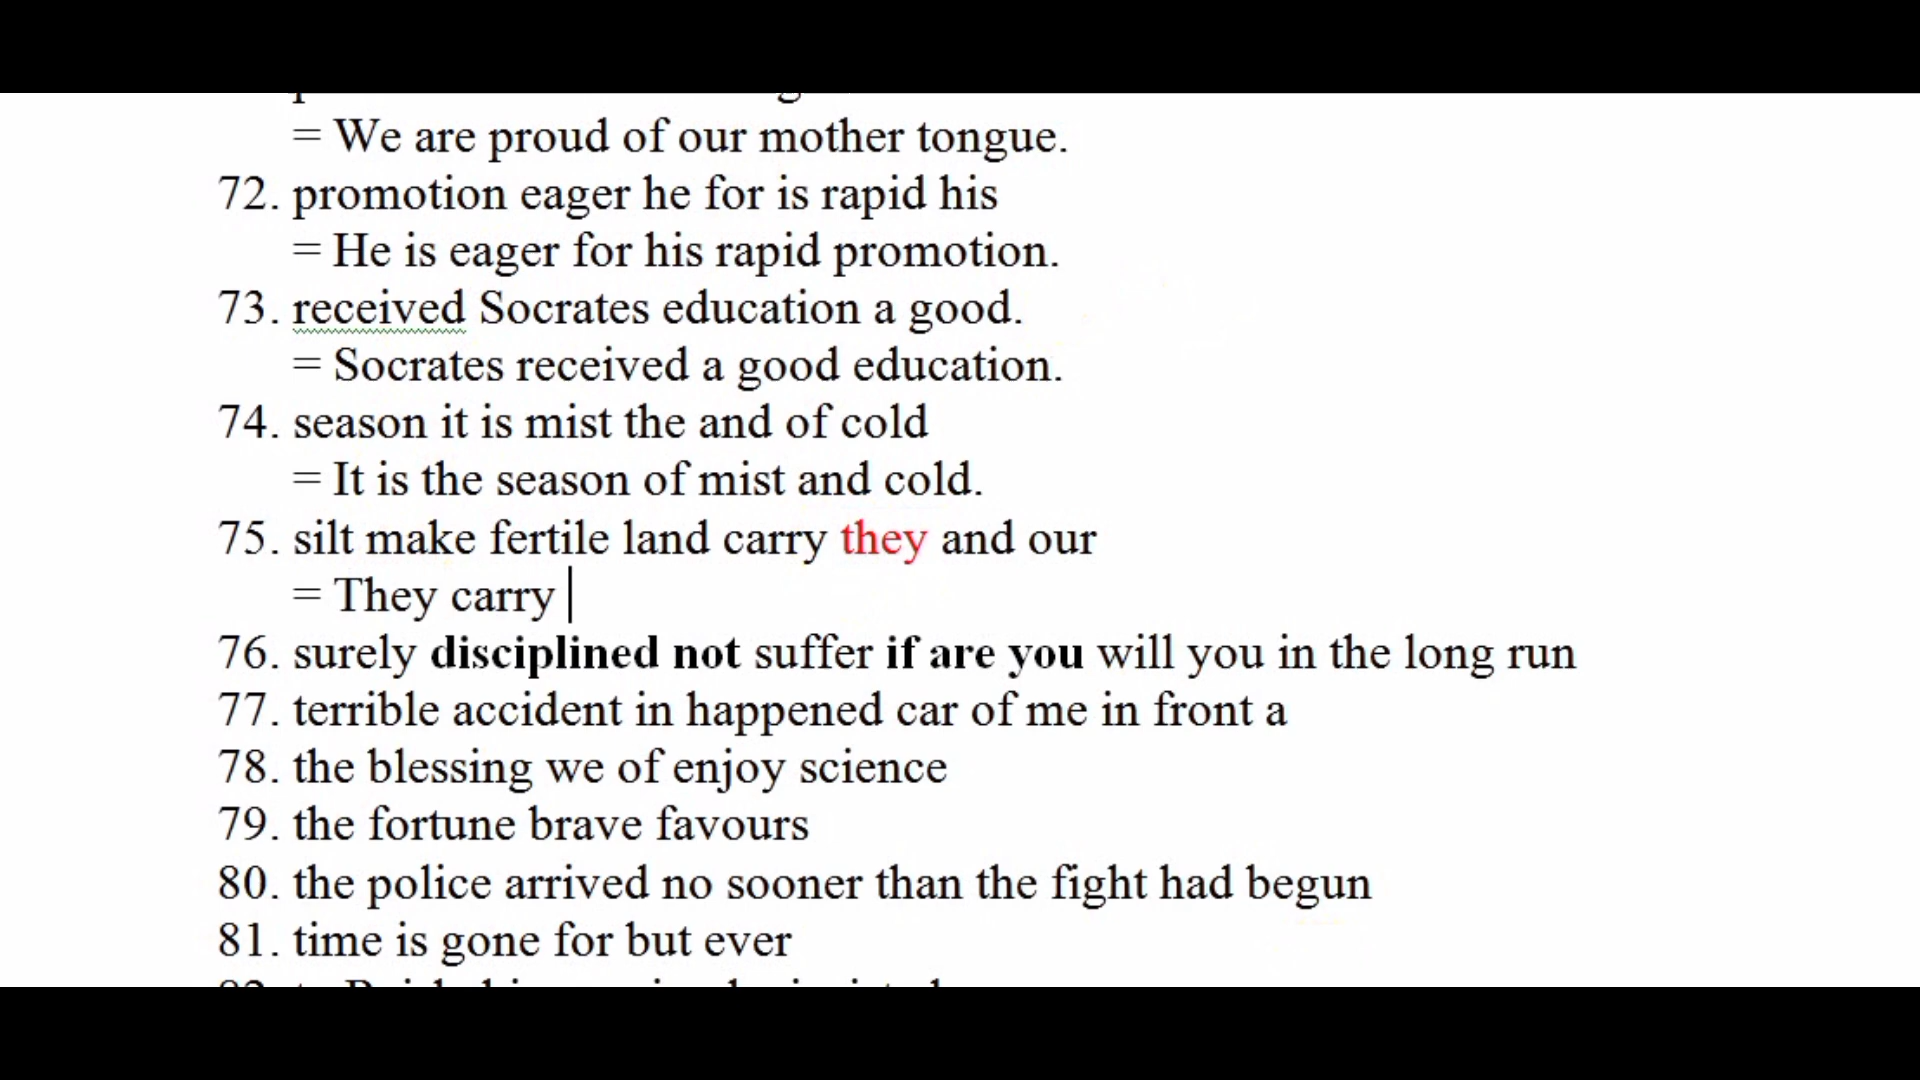 = We are proud of our mother tongue.
72. promotion eager he for is rapid his
= He is eager for his rapid promotion.
73. received Socrates education a good.
= Socrates received a good education.
74. season it is mist the and of cold
= It is the season of mist and cold.
75. silt make fertile land carry they and our
= They carry
76. surely disciplined not suffer if are you will you in the long run
77. terrible accident in happened car of me in front a
78. the blessing we of enjoy science
79. the fortune brave favours
80. the police arrived no sooner than the fight had begun
81. time is gone for but ever